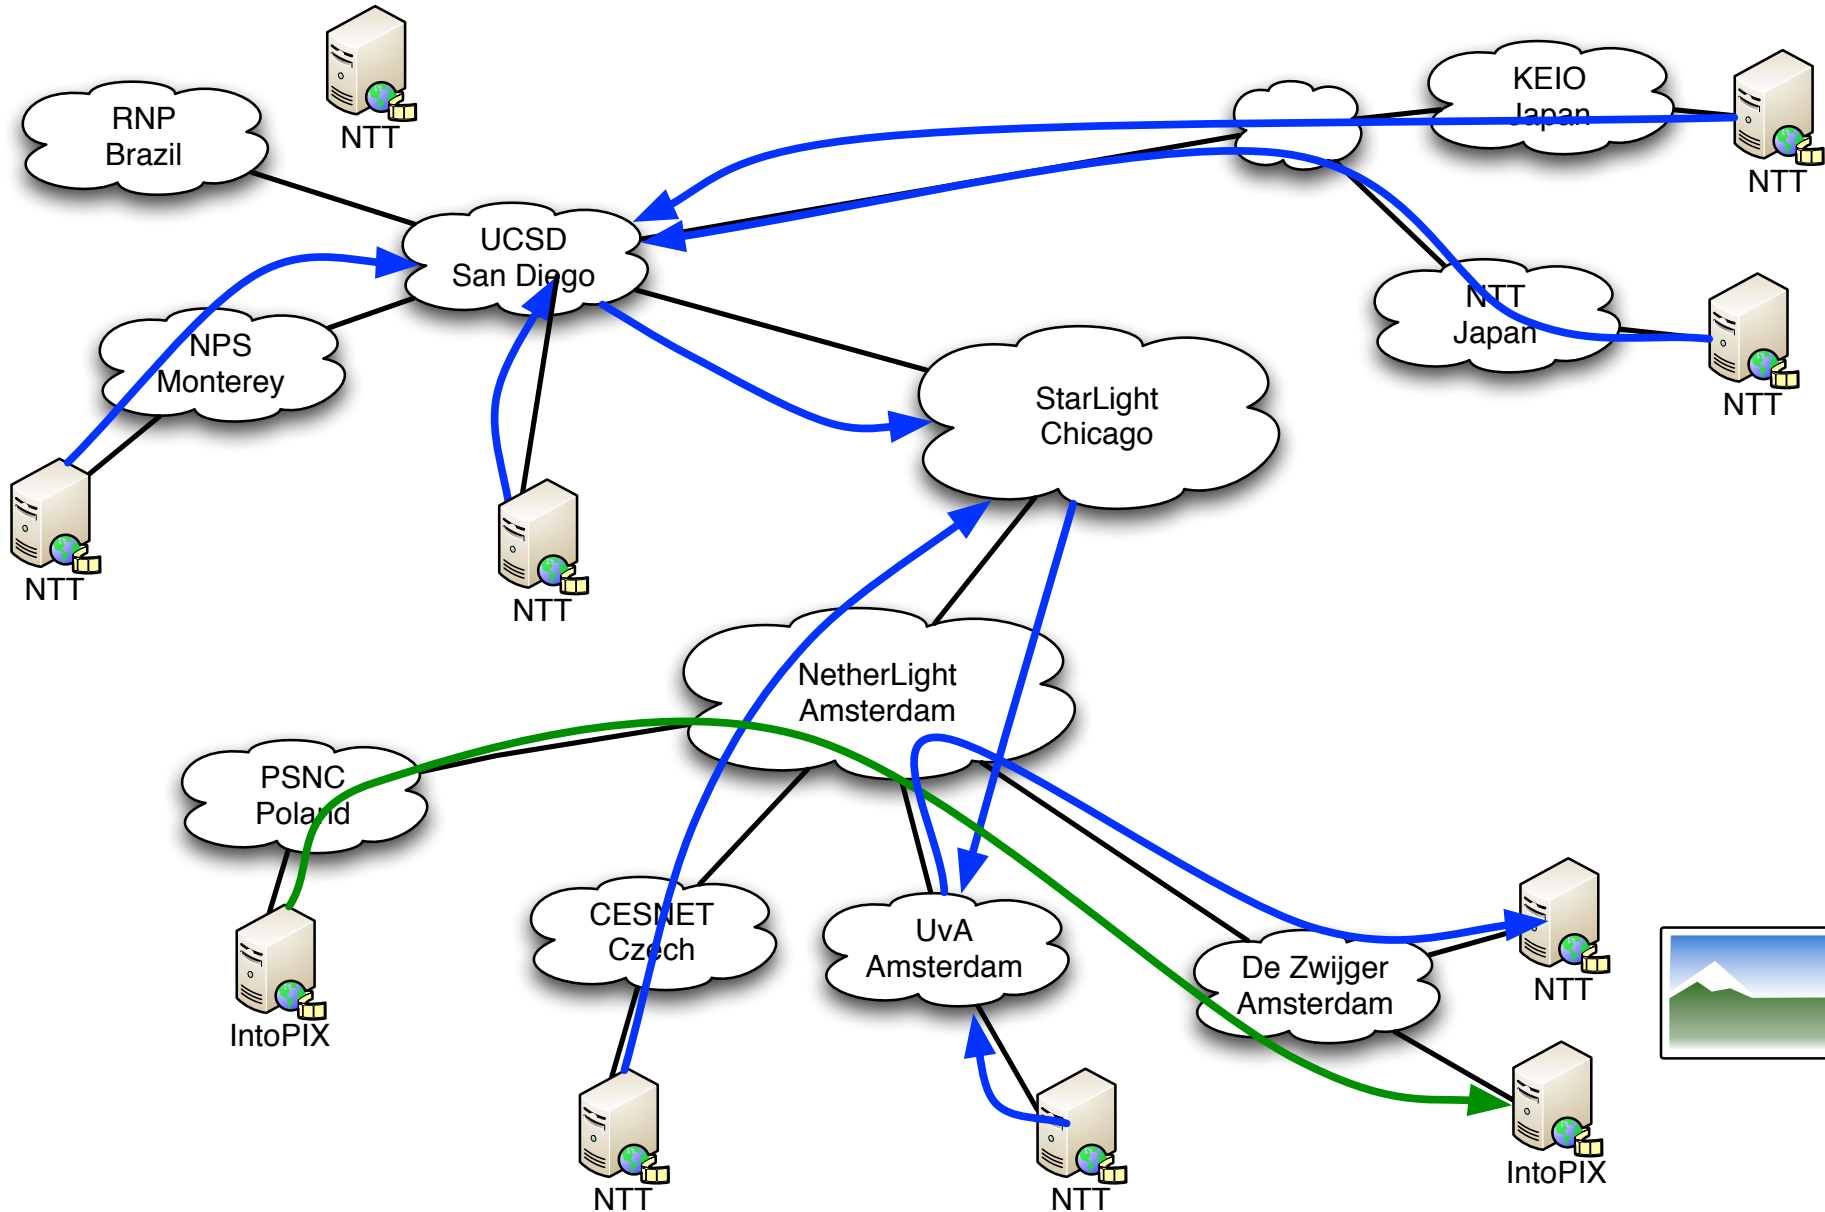 NTT
RNP
Brazil
KEIO
Japan
NTT
UCSD
San Diego
NTT
Japan
NTT
NPS
Monterey
StarLight
Chicago
NTT
NTT
NetherLight
Amsterdam
PSNC
Poland
CESNET
Czech
UvA
Amsterdam
De Zwijger
Amsterdam
NTT
IntoPIX
NTT
NTT
IntoPIX